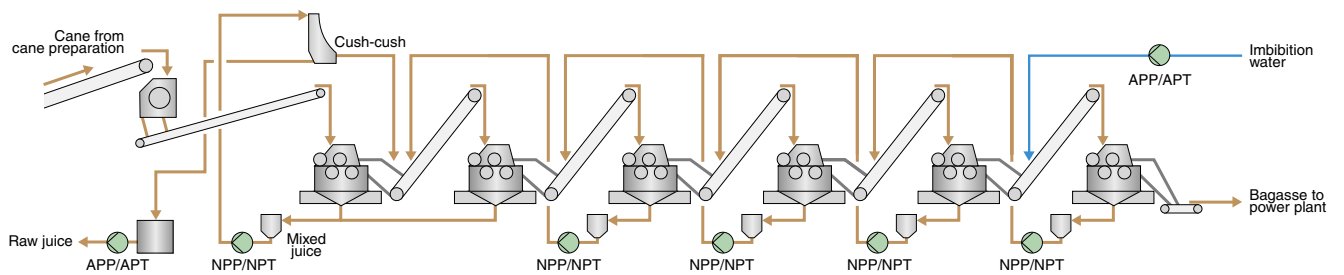 Cane from
cane preparation
Cush-cush
Imbibition
water
APP/APT
Bagasse to
power plant
Mixed
juice
Raw juice
APP/APT
NPP/NPT
NPP/NPT
NPP/NPT
NPP/NPT
NPP/NPT